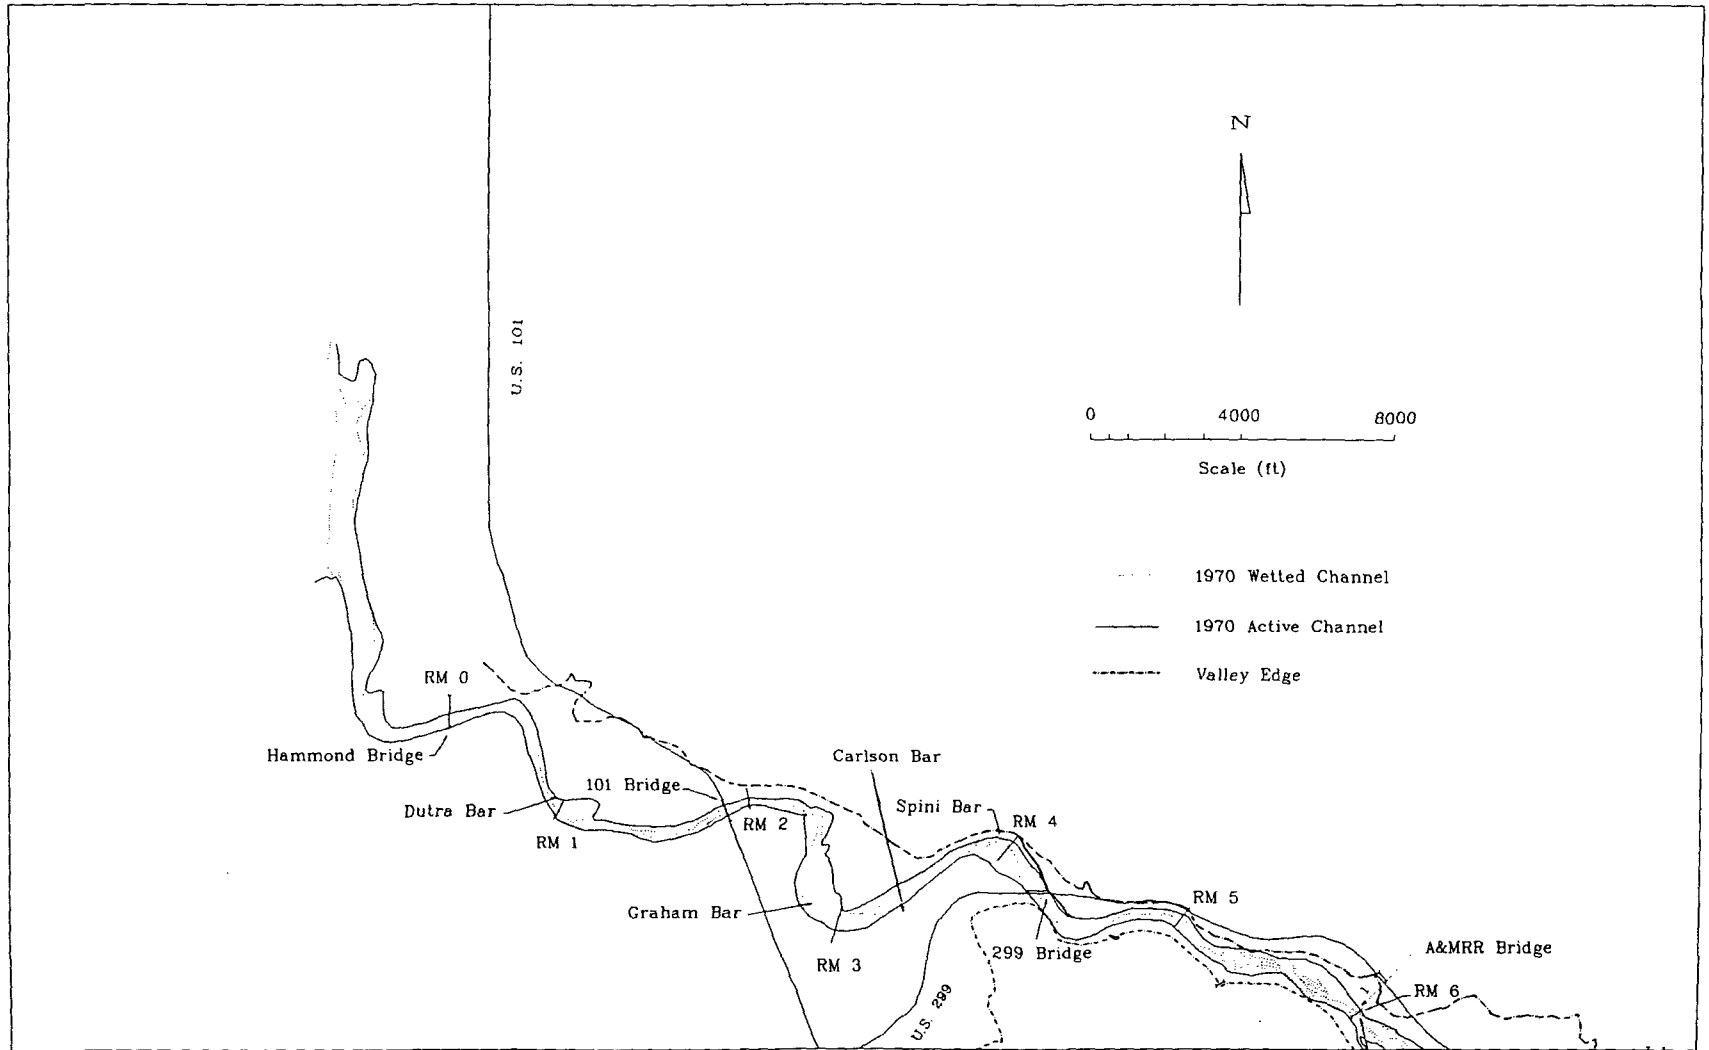 N
U.S. 101
0 4000 8000
Scale (ft)
1970 Wetted Channel
1970 Active Channel
Valley Edge
RM 0
Hammond Bridge
Carlson Bar
101 Bridge
Dutra Bar
Spini Bar
RM 4
RM 2
RM 1
RM 5
Graham Bar
A&MRR Bridge
299 Bridge
RM 3
RM 6
U.S. 299